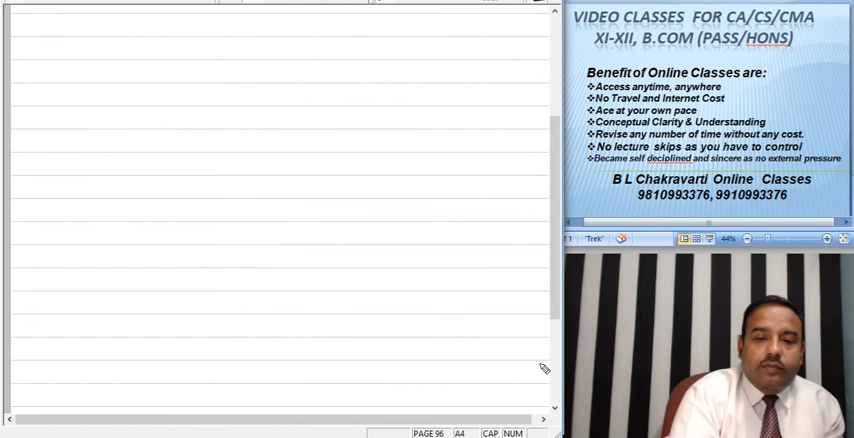 VIDEO CLASSES FOR CA/CS/CMA
XI-XII, B.COM (PASS/HONS)
Benefit of Online Classes are:
❖Access anytime, anywhere
❖No Travel and Internet Cost
❖Ace at your own pace
❖Conceptual Clarity & Understanding
❖Revise any number of time without any cost.
❖No lecture skips as you have to control
❖Became self deciplined and sincere as no external pressure
B L Chakravarti Online Classes
9810993376, 9910993376
f 1 "Trek" 44%
PAGE 96 A4 CAP NUM